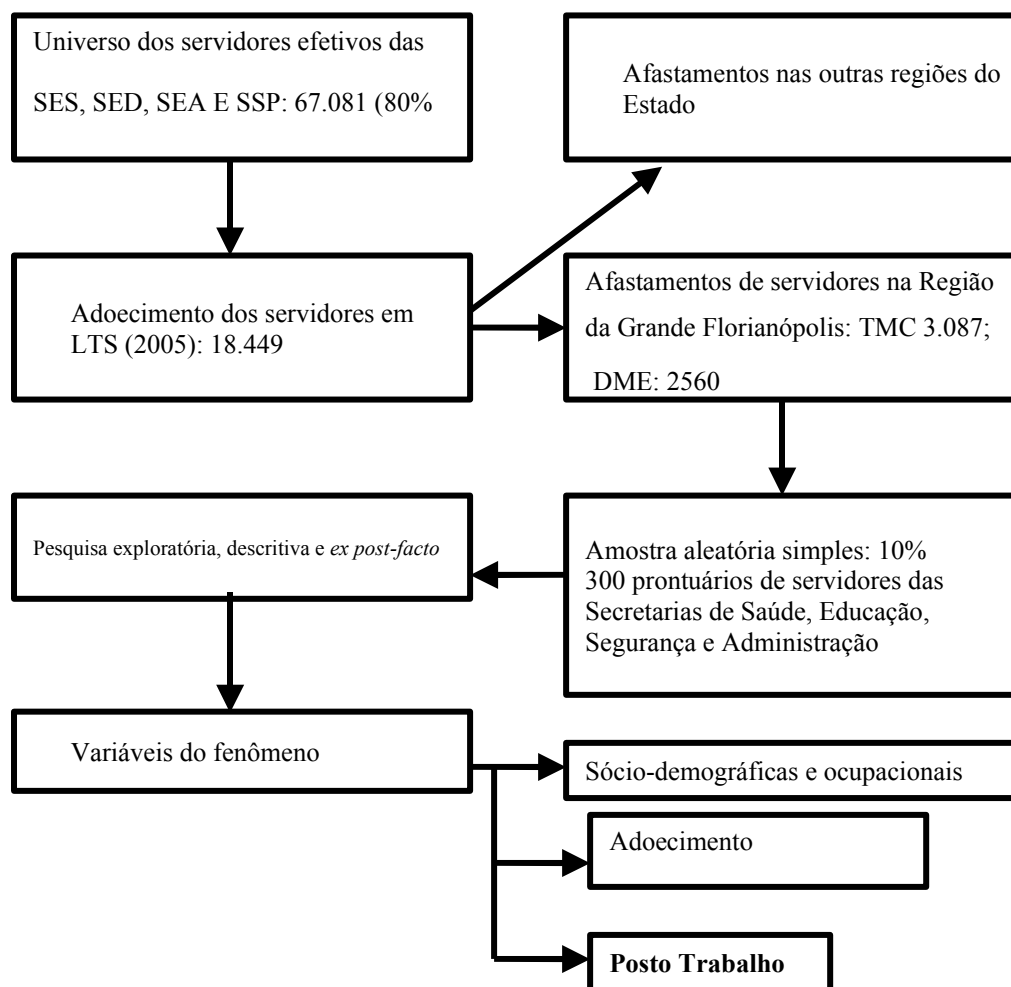 Universo dos servidores efetivos das
SES, SED, SEA E SSP: 67.081 (80%
Afastamentos nas outras regiões do
Estado
Adoecimento dos servidores em
LTS (2005): 18.449
Afastamentos de servidores na Região
da Grande Florianópolis: TMC 3.087;
DME: 2560
Amostra aleatória simples: 10%
300 prontuários de servidores das
Secretarias de Saúde, Educação,
Segurança e Administração
Pesquisa exploratória, descritiva e ex post-facto
Variáveis do fenômeno
Sócio-demográficas e ocupacionais
Adoecimento
Posto Trabalho